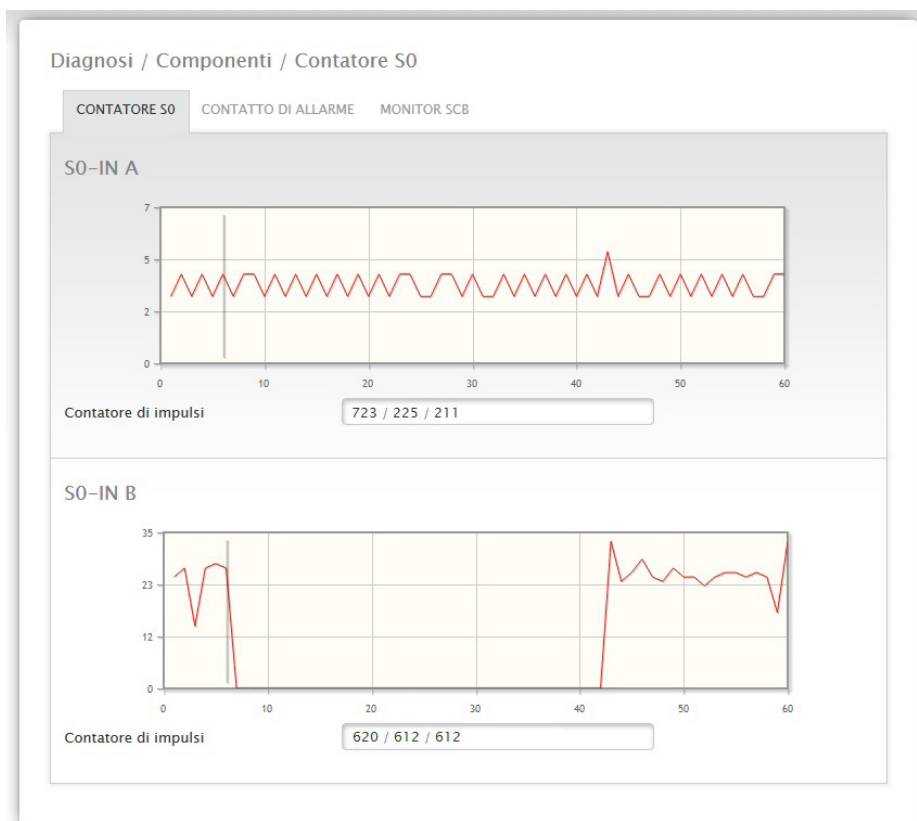 Diagnosi / Componenti / Contatore S0
CONTATORE S0 CONTATTO DI ALLARME MONITOR SCB
S0-IN A
7
5
2
0
0 10 20 30 40 50 60
Contatore di impulsi 723 / 225 / 211
S0-IN B
35
23
12
0
0 10 20 30 40 50 60
Contatore di impulsi 620 / 612 / 612